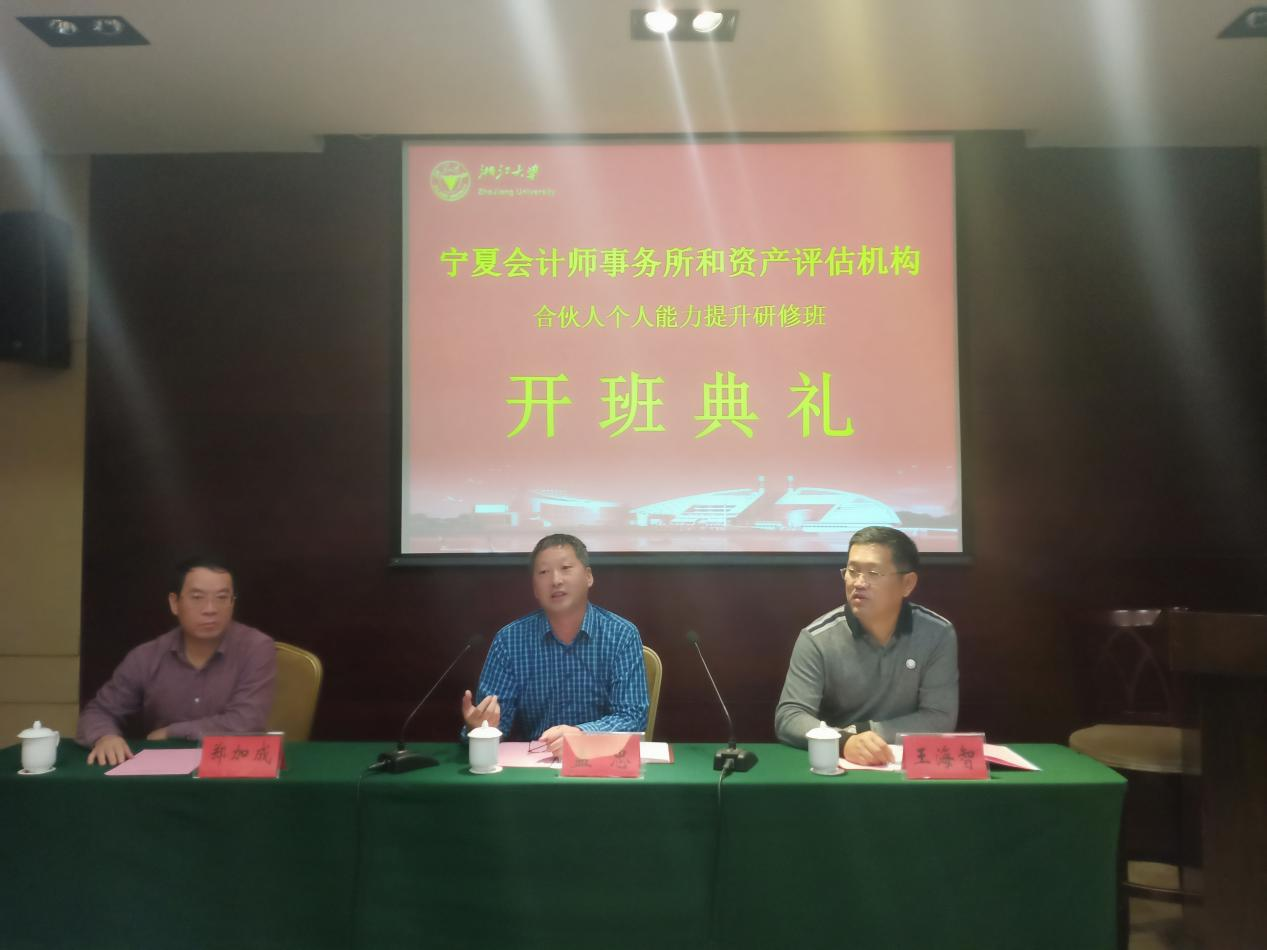 浙江大学
ZheJiang University
宁夏会计师事务所和资产评估机构
合伙人个人能力提升研修班
开班典礼
郑加成
忠
王海智